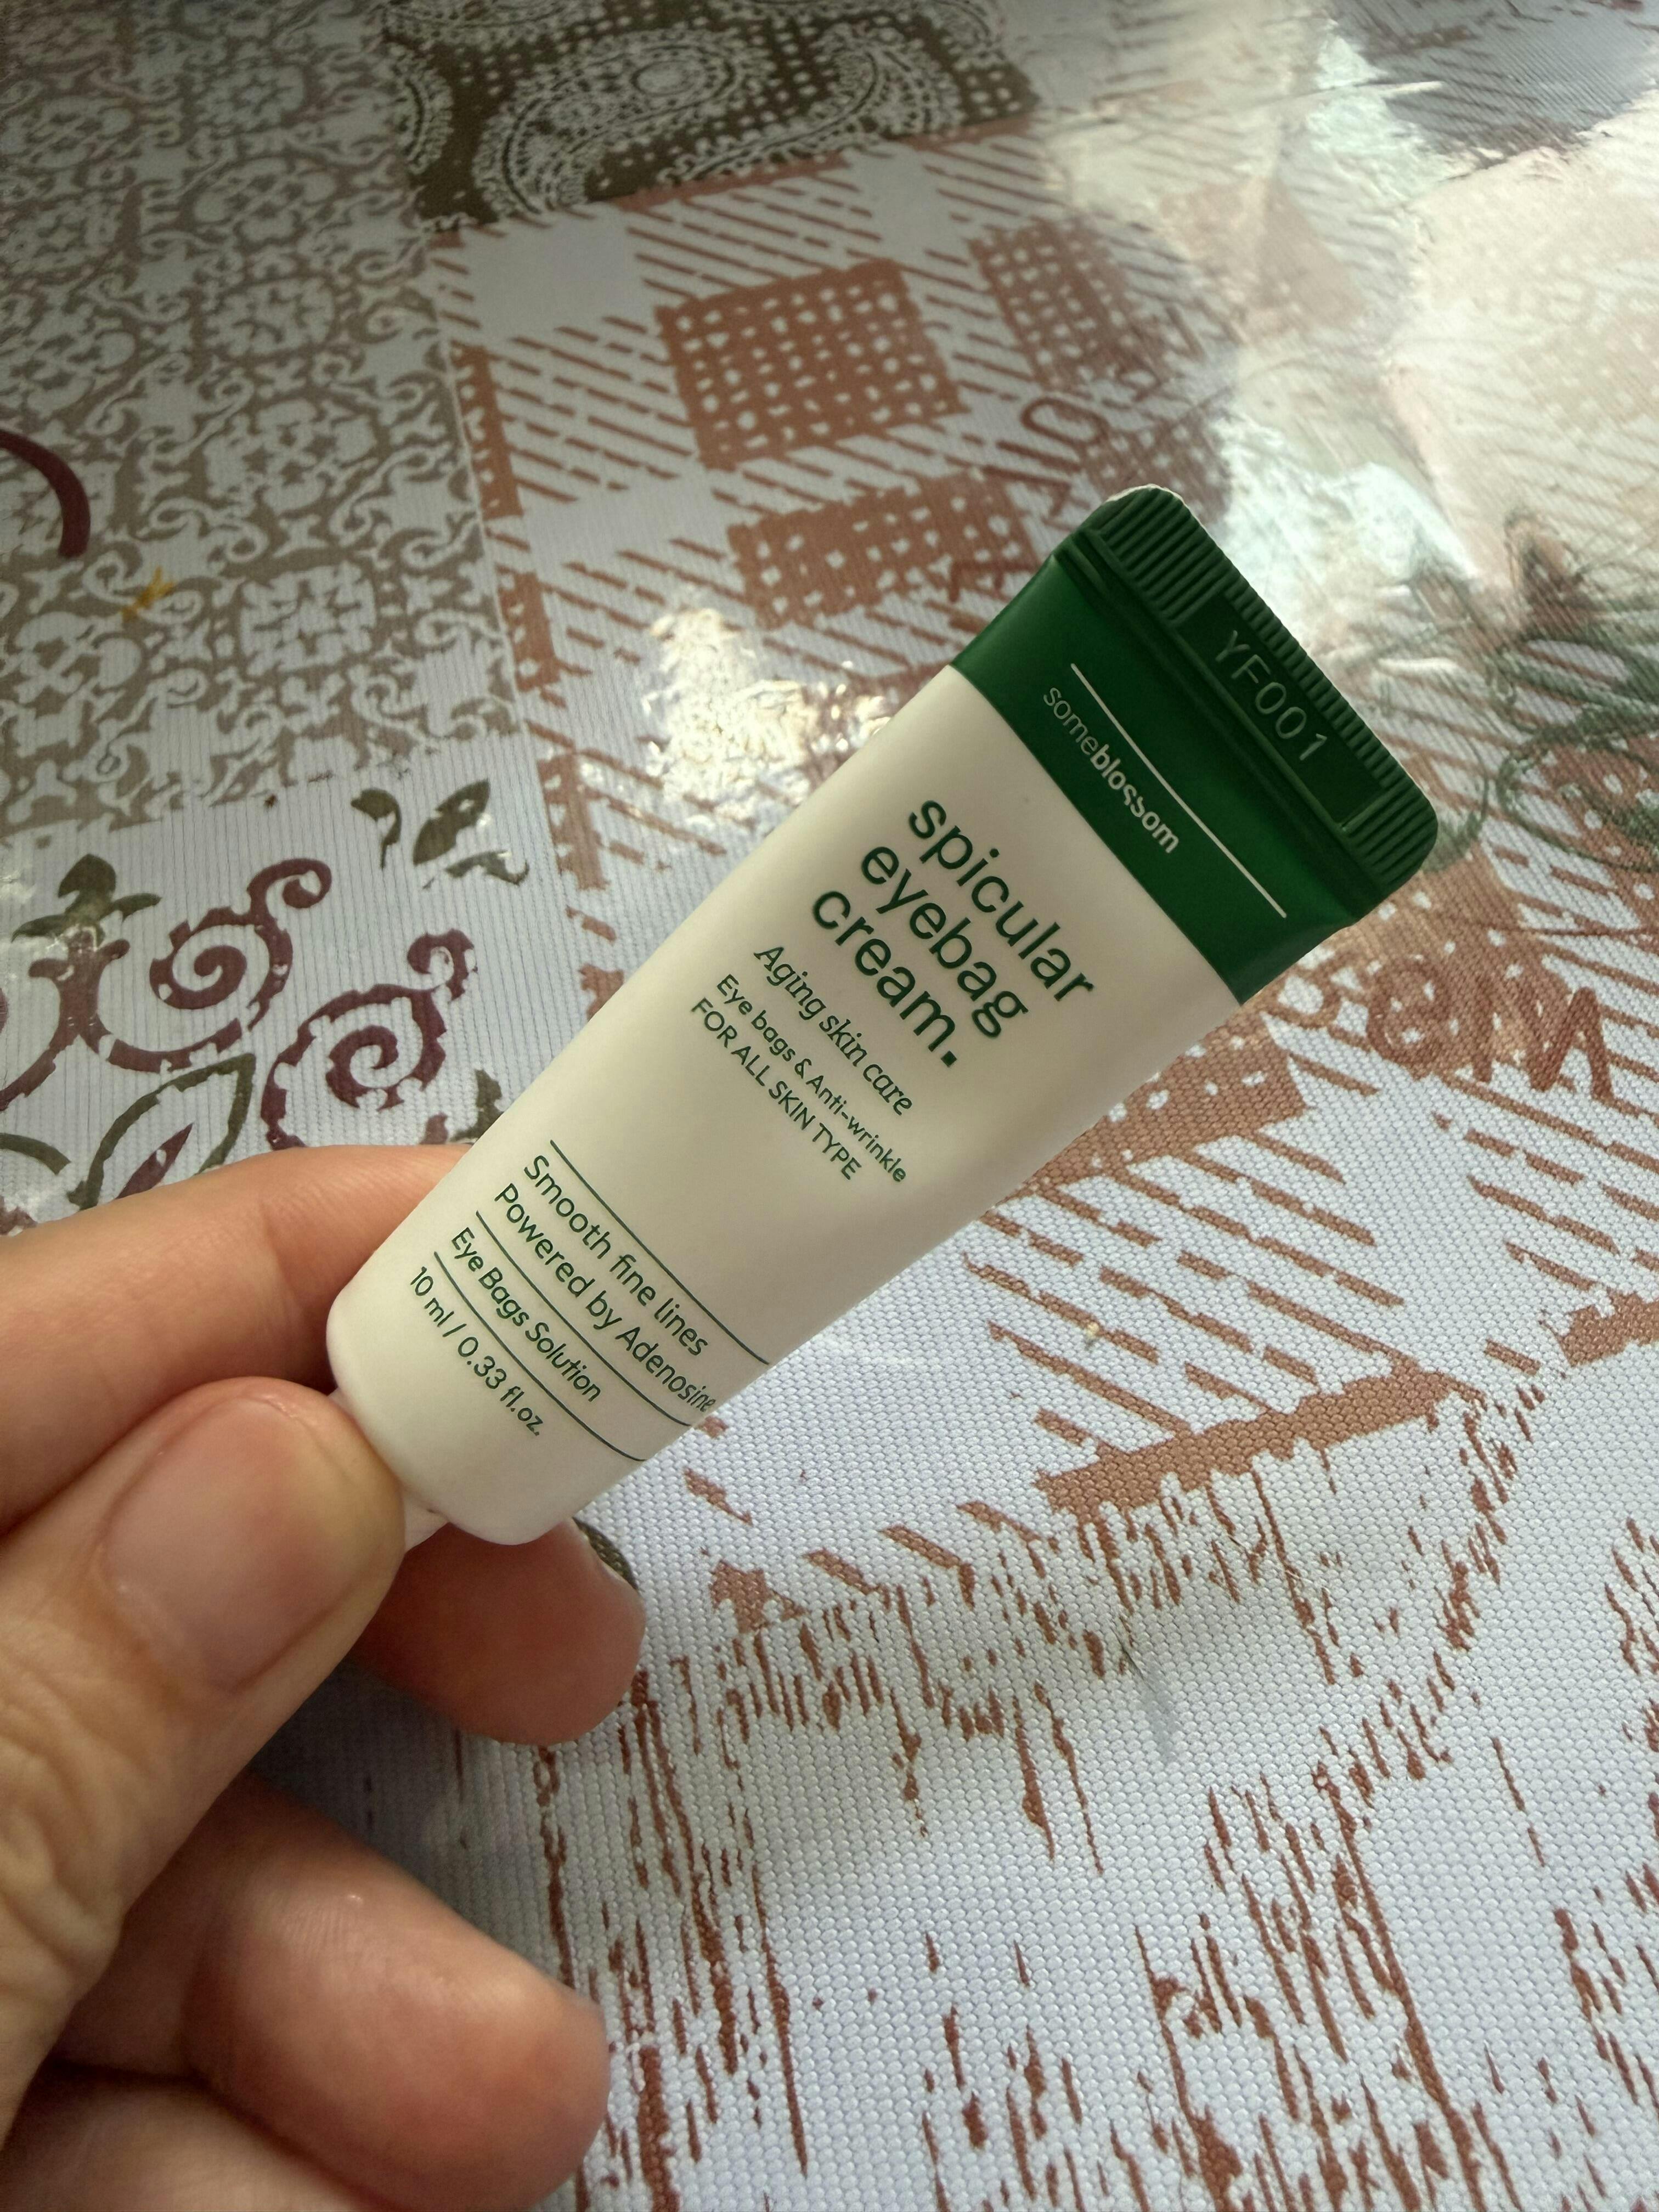 YF001
someblossom
spicular
eyebag
cream.
Aging skin care
Eye bags & Anti-wrinkle
FOR ALL SKIN TYPE
Smooth fine lines
Powered by Adenosine
Eye Bags Solution
10 ml / 0.33 fl.oz.